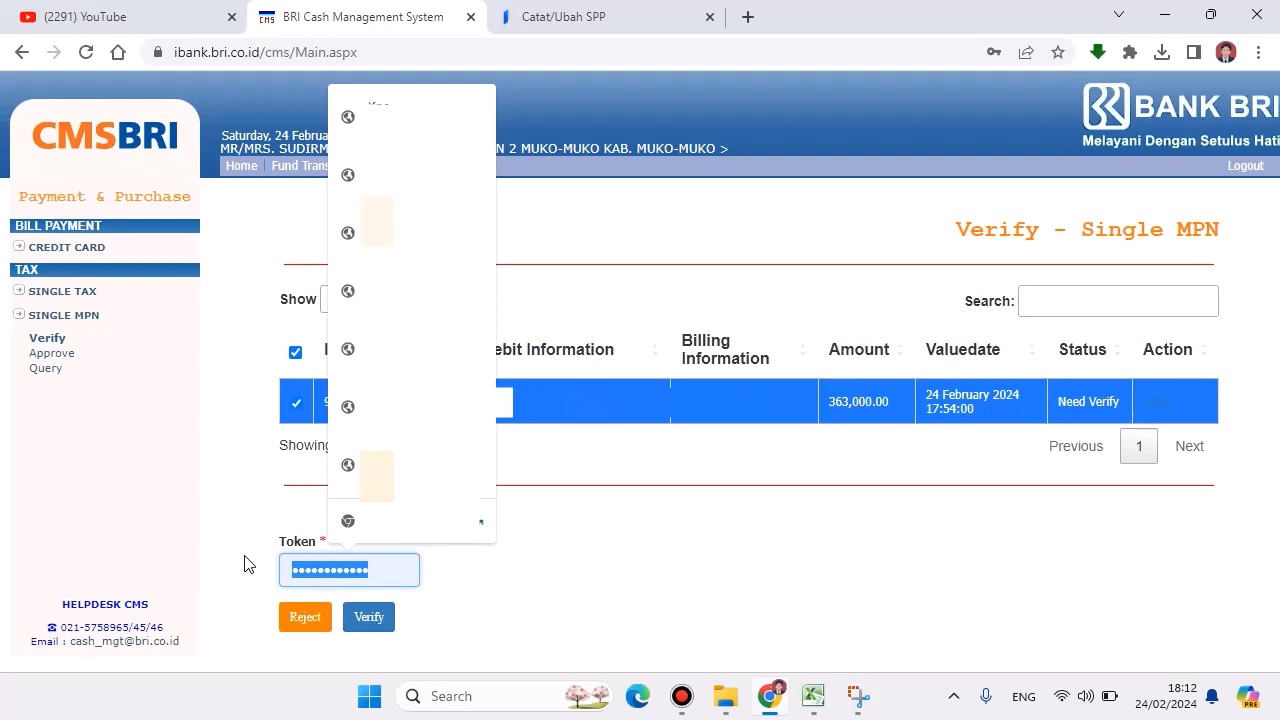 (2291) YouTube
BRI Cash Management System
Catat/Ubah SPP
ibank.bri.co.id/cms/Main.aspx
CMSBRI
BANK BRI
Melayani Dengan Setulus Hati
Saturday, 24 Februa
MR/MRS. SUDIRM
N 2 MUKO-MUKO KAB. MUKO-MUKO >
Home
Fund Trans
Logout
Payment & Purchase
BILL PAYMENT
CREDIT CARD
TAX
SINGLE TAX
SINGLE MPN
Verify
Approve
Query
HELPDESK CMS
☎ 021-5758965/45/46
Email : cash_mgt@bri.co.id
Verify - Single MPN
Show
Search:
ebit Information
Billing Information
Amount
Valuedate
Status
Action
363,000.00
24 February 2024
17:54:00
Need Verify
Showing
Previous
1
Next
Token *
••••••••••••
Reject
Verify
Search
ENG
18:12
24/02/2024
PRE